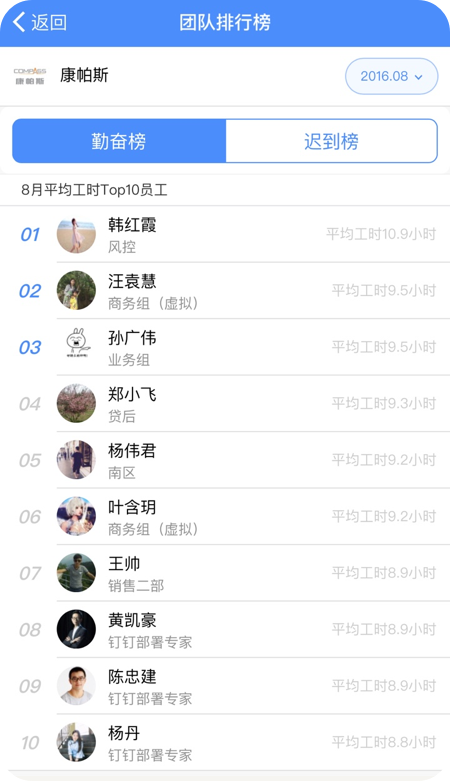 返回
团队排行榜
COMPASS
康帕斯
康帕斯
2016.08
勤奋榜
迟到榜
8月平均工时Top10员工
01
韩红霞
风控
平均工时10.9小时
02
汪袁慧
商务组（虚拟）
平均工时9.5小时
03
孙广伟
业务组
平均工时9.5小时
04
郑小飞
贷后
平均工时9.3小时
05
杨伟君
南区
平均工时9.2小时
06
叶含玥
商务组（虚拟）
平均工时9.2小时
07
王帅
销售二部
平均工时8.9小时
08
黄凯豪
钉钉部署专家
平均工时8.9小时
09
陈忠建
钉钉部署专家
平均工时8.9小时
10
杨丹
钉钉部署专家
平均工时8.8小时